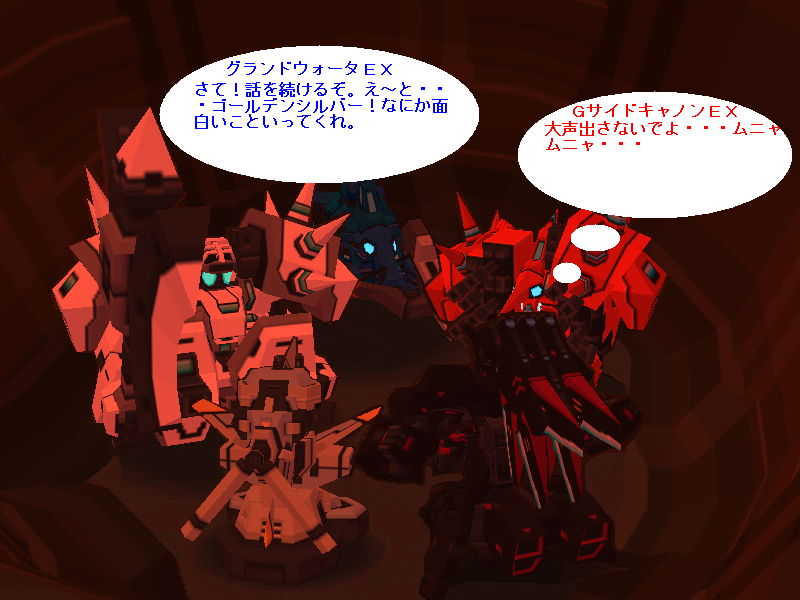 グランドウォータＥＸ
さて！話を続けるぞ。え～と・・
・ゴールデンシルバー！なにか面
白いこといってくれ。
ＧサイドキャノンＥＸ
大声出さないでよ・・・ムニャ
ムニャ・・・